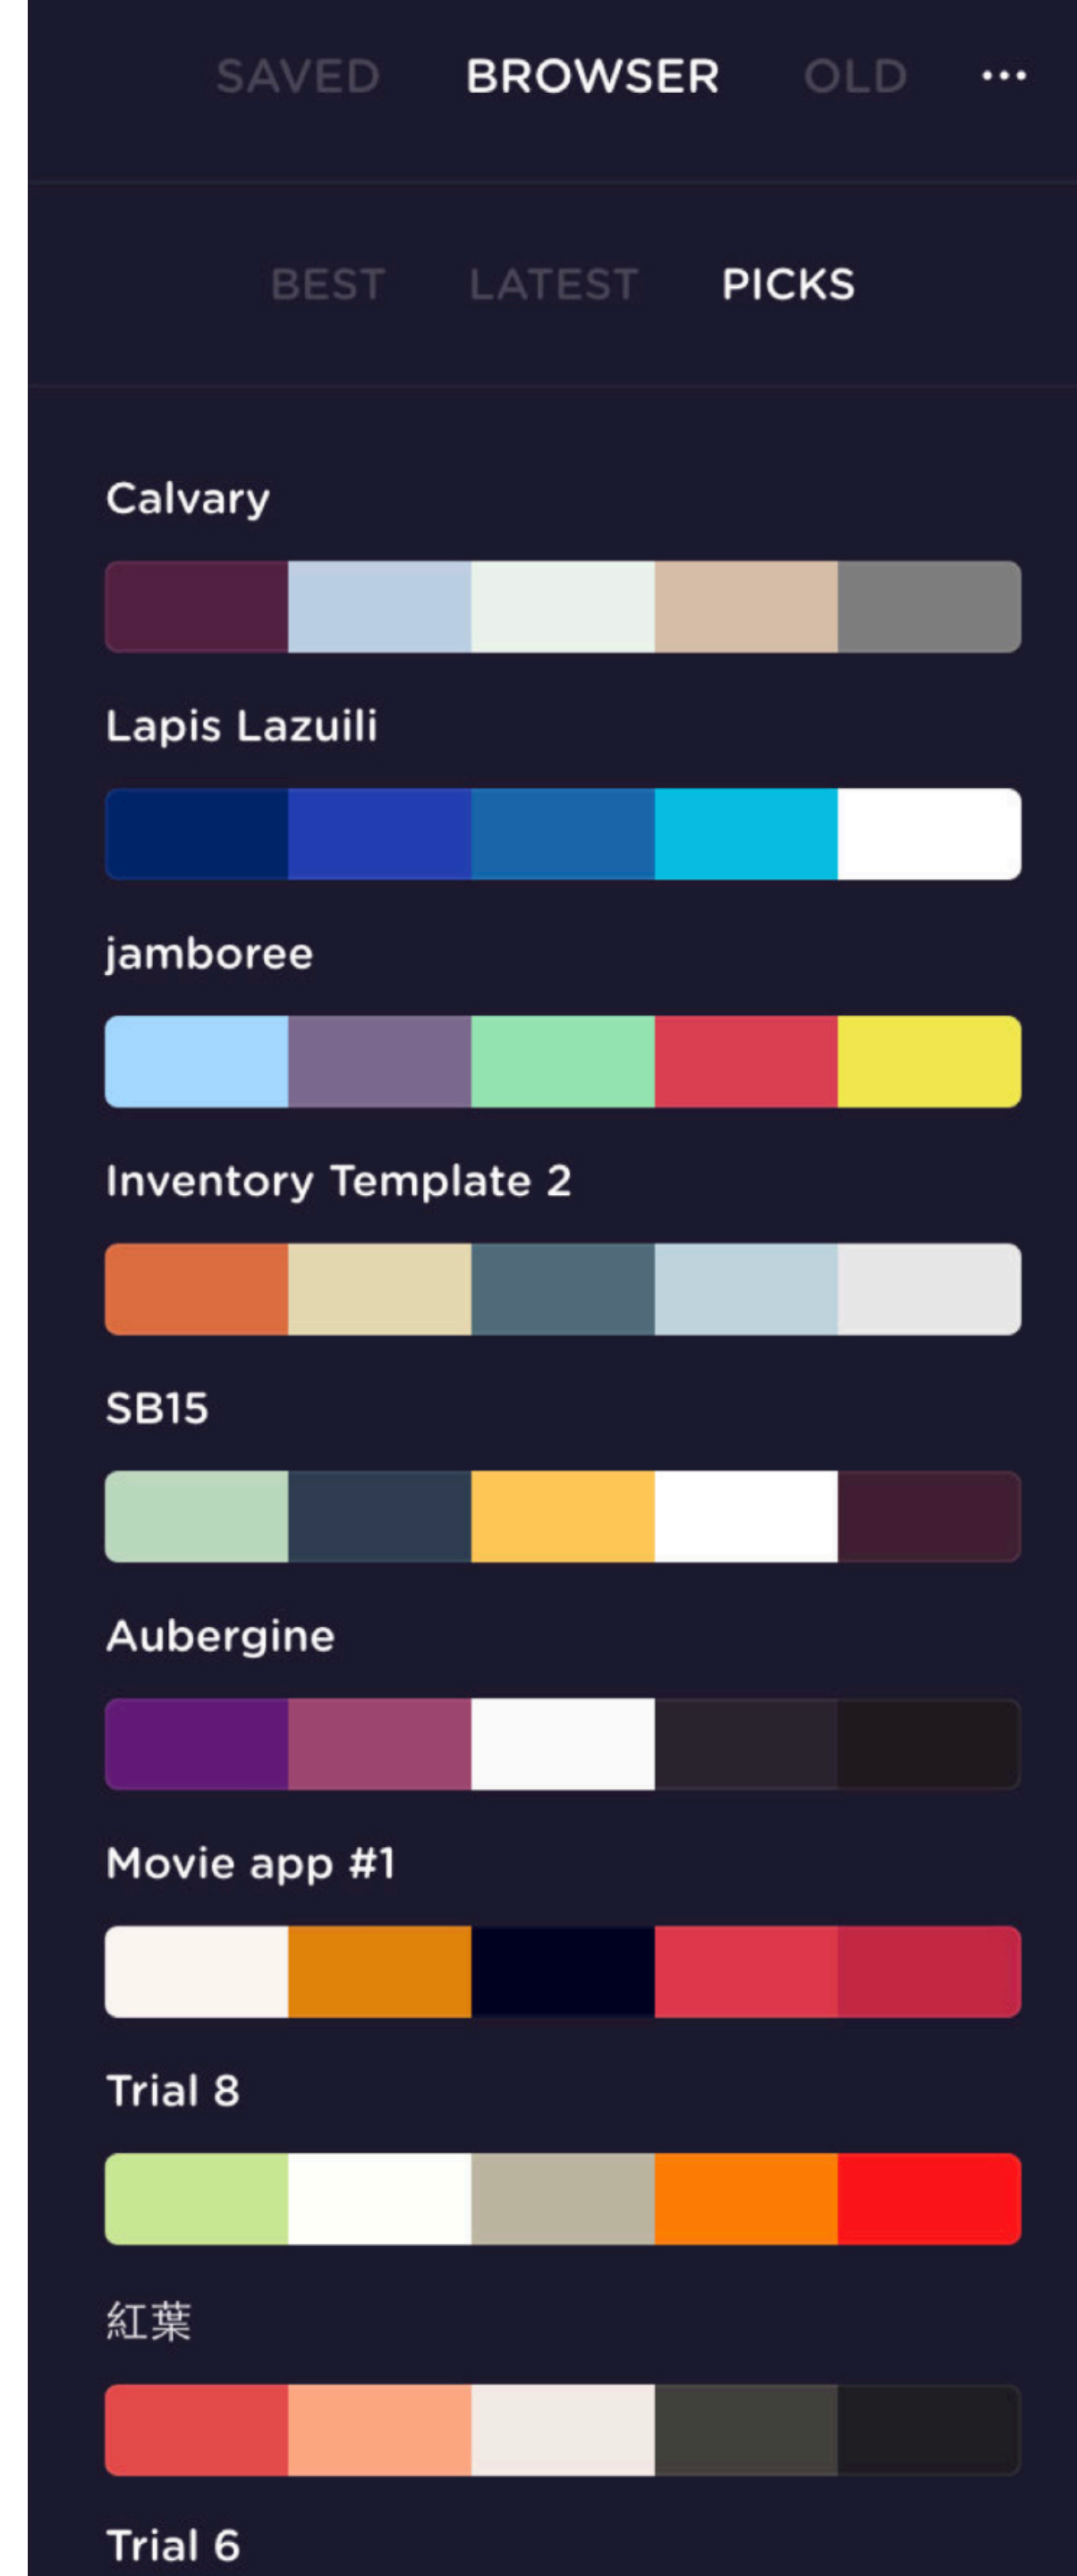 SAVED BROWSER OLD •••
BEST LATEST PICKS
Calvary
Lapis Lazuili
jamboree
Inventory Template 2
SB15
Aubergine
Movie app #1
Trial 8
紅葉
Trial 6